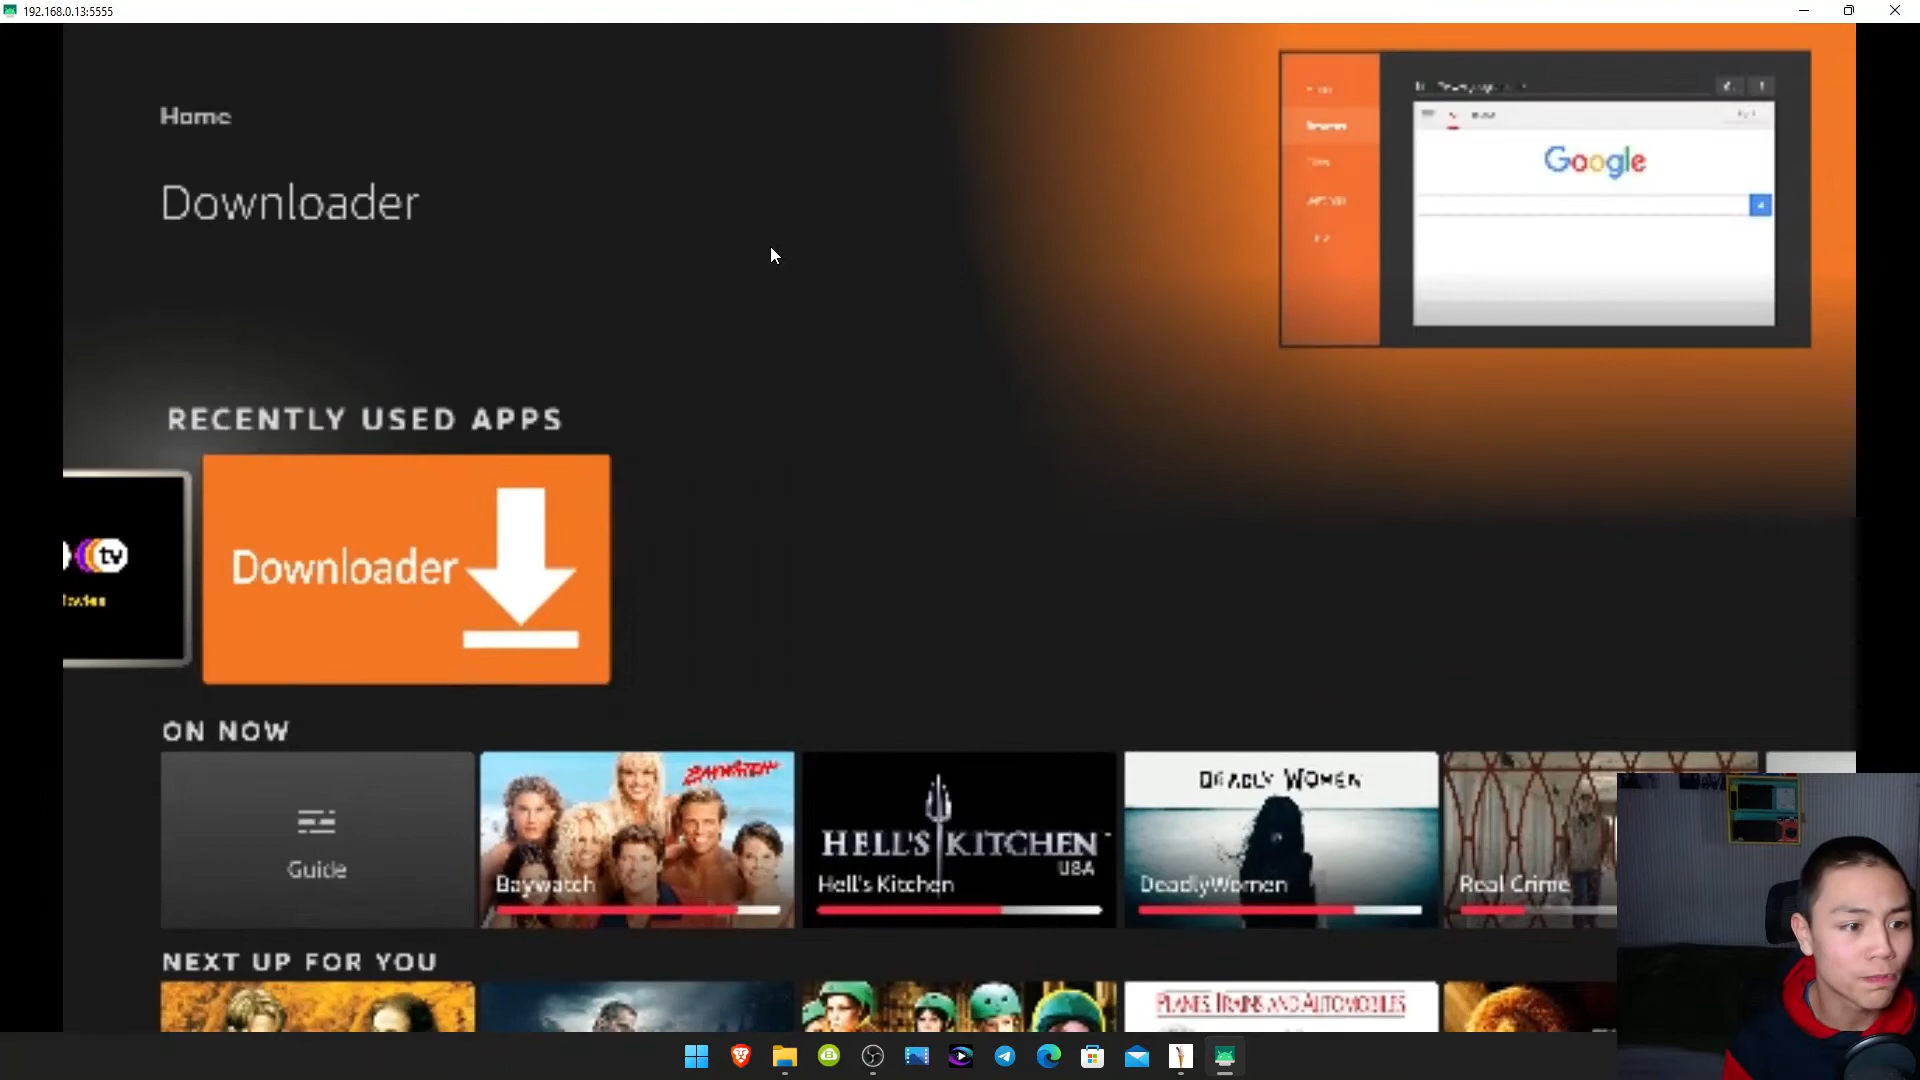 192.168.0.13:5555
Home
Downloader
Google
RECENTLY USED APPS
tv
Downloader
ON NOW
Guide
BAYWATCH
Baywatch
HELL'S KITCHEN
USA
Hell's Kitchen
DEADLY WOMEN
DeadlyWomen
Real Crime
NEXT UP FOR YOU
PLANES, TRAINS AND AUTOMOBILES